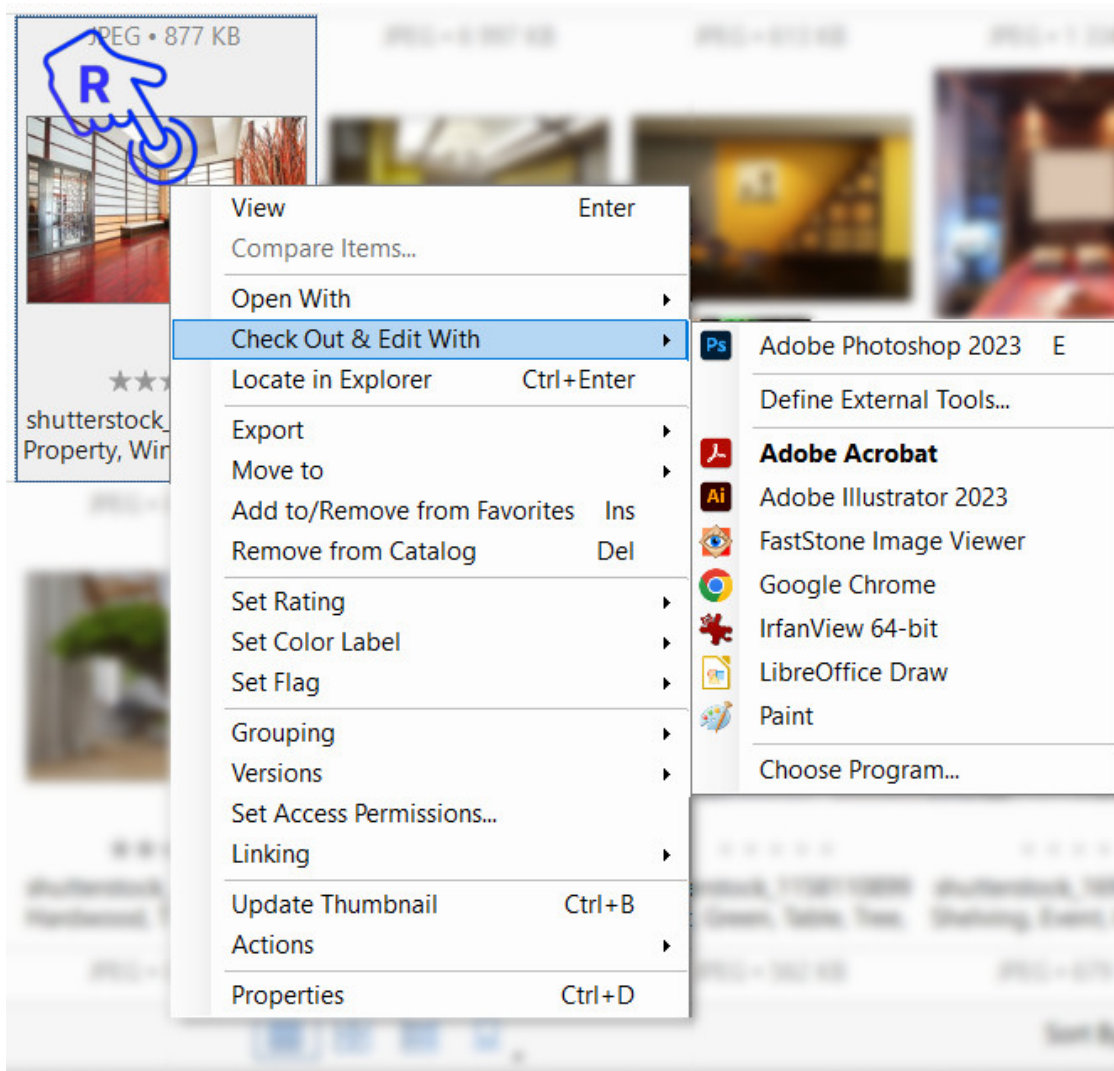 JPEG • 877 KB
R
shutterstock_
Property, Win
View Enter
Compare Items...
Open With
Check Out & Edit With
Locate in Explorer Ctrl+Enter
Export
Move to
Add to/Remove from Favorites Ins
Remove from Catalog Del
Set Rating
Set Color Label
Set Flag
Grouping
Versions
Set Access Permissions...
Linking
Update Thumbnail Ctrl+B
Actions
Properties Ctrl+D
Ps Adobe Photoshop 2023 E
Define External Tools...
Adobe Acrobat
Ai Adobe Illustrator 2023
FastStone Image Viewer
Google Chrome
IrfanView 64-bit
LibreOffice Draw
Paint
Choose Program...